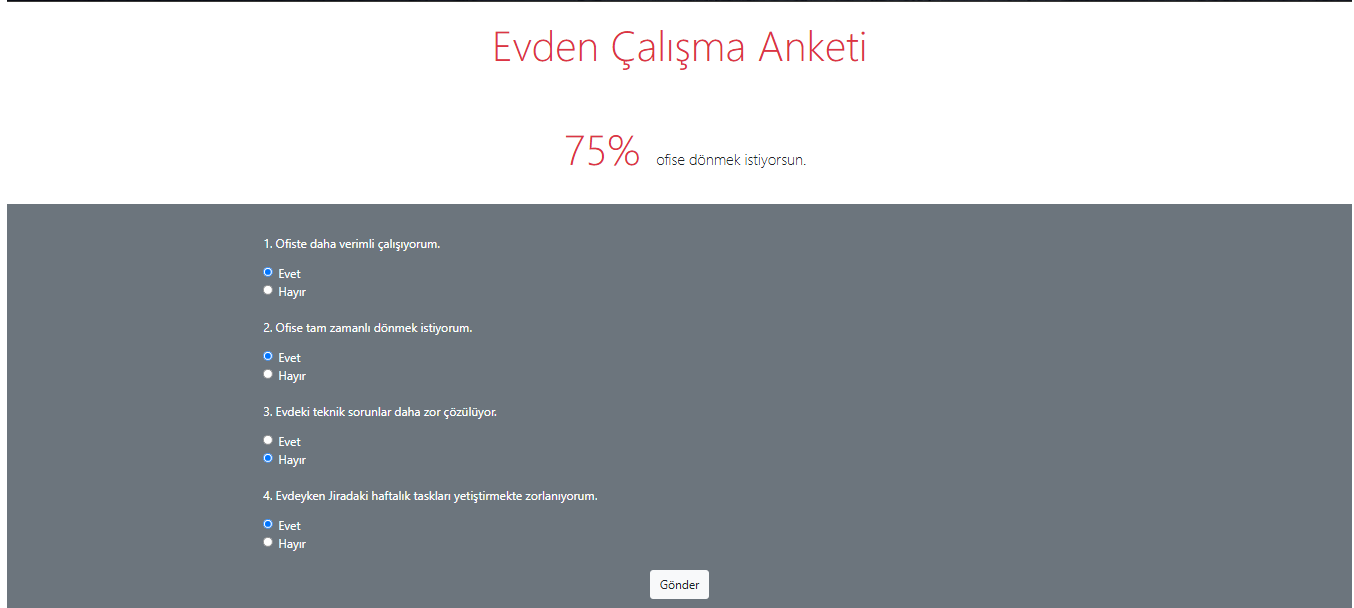 Evden Çalışma Anketi
75% ofise dönmek istiyorsun.
1. Ofiste daha verimli çalışıyorum.
Evet
Hayır
2. Ofise tam zamanlı dönmek istiyorum.
Evet
Hayır
3. Evdeki teknik sorunlar daha zor çözülüyor.
Evet
Hayır
4. Evdeyken Jiradaki haftalık taskları yetiştirmekte zorlanıyorum.
Evet
Hayır
Gönder